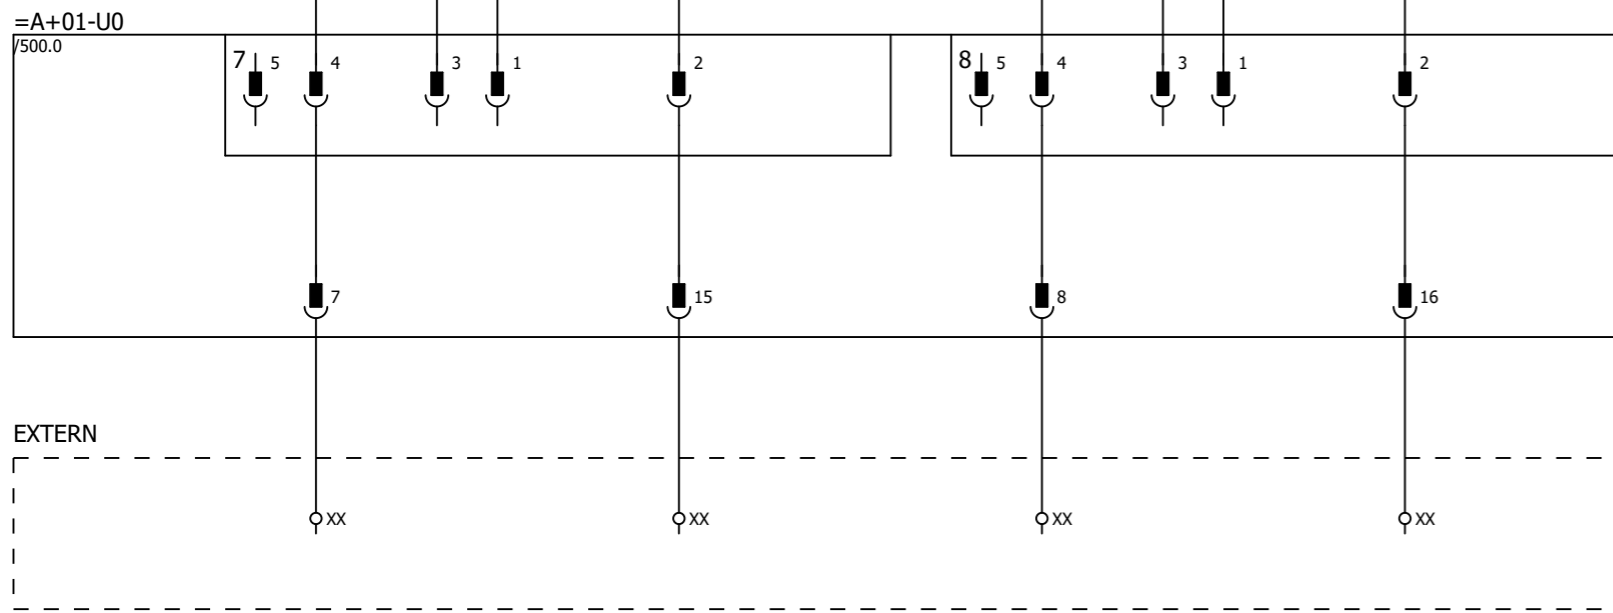 =A+01-U0
/500.0
7 5 4 3 1 2 8 5 4 3 1 2
7 15 8 16
EXTERN
XX XX XX XX